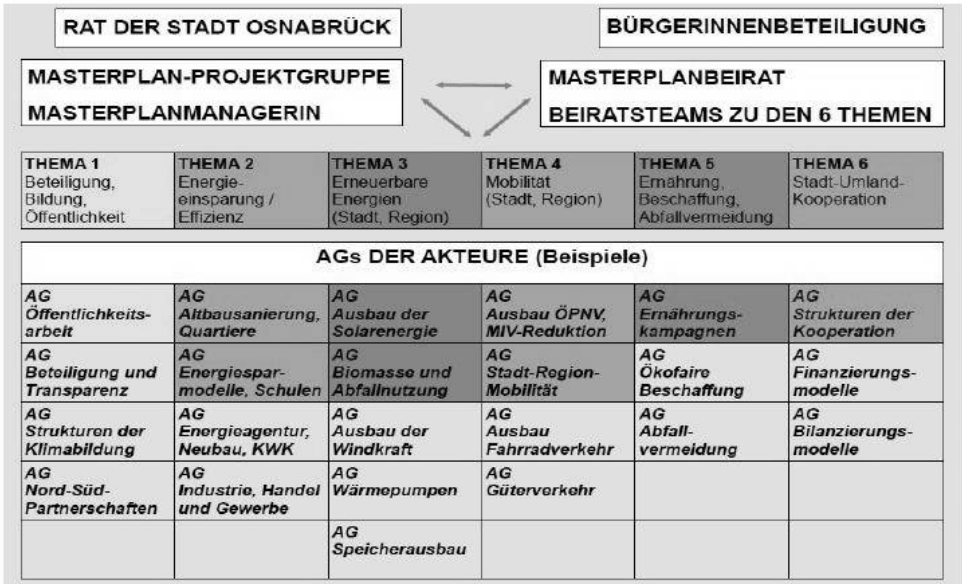 RAT DER STADT OSNABRÜCK
BÜRGERINNENBETEILIGUNG
MASTERPLAN-PROJEKTGRUPPE
MASTERPLANMANAGERIN
MASTERPLANBEIRAT
BEIRATSTEAMS ZU DEN 6 THEMEN
THEMA 1
Beteiligung,
Bildung,
Öffentlichkeit
THEMA 2
Energie-
einsparung /
Effizienz
THEMA 3
Erneuerbare
Energien
(Stadt, Region)
THEMA 4
Mobilität
(Stadt, Region)
THEMA 5
Ernährung,
Beschaffung,
Abfallvermeidung
THEMA 6
Stadt-Umland-
Kooperation
AGs DER AKTEURE (Beispiele)
AG
Öffentlichkeits-
arbeit
AG
Altbausanierung,
Quartiere
AG
Ausbau der
Solarenergie
AG
Ausbau ÖPNV,
MIV-Reduktion
AG
Ernährungs-
kampagnen
AG
Strukturen der
Kooperation
AG
Beteiligung und
Transparenz
AG
Energiespar-
modelle, Schulen
AG
Biomasse und
Abfallnutzung
AG
Stadt-Region-
Mobilität
AG
Ökofaire
Beschaffung
AG
Finanzierungs-
modelle
AG
Strukturen der
Klimabildung
AG
Energieagentur,
Neubau, KWK
AG
Ausbau der
Windkraft
AG
Ausbau
Fahrradverkehr
AG
Abfall-
vermeidung
AG
Bilanzierungs-
modelle
AG
Nord-Süd-
Partnerschaften
AG
Industrie, Handel
und Gewerbe
AG
Wärmepumpen
AG
Güterverkehr
AG
Speicherausbau